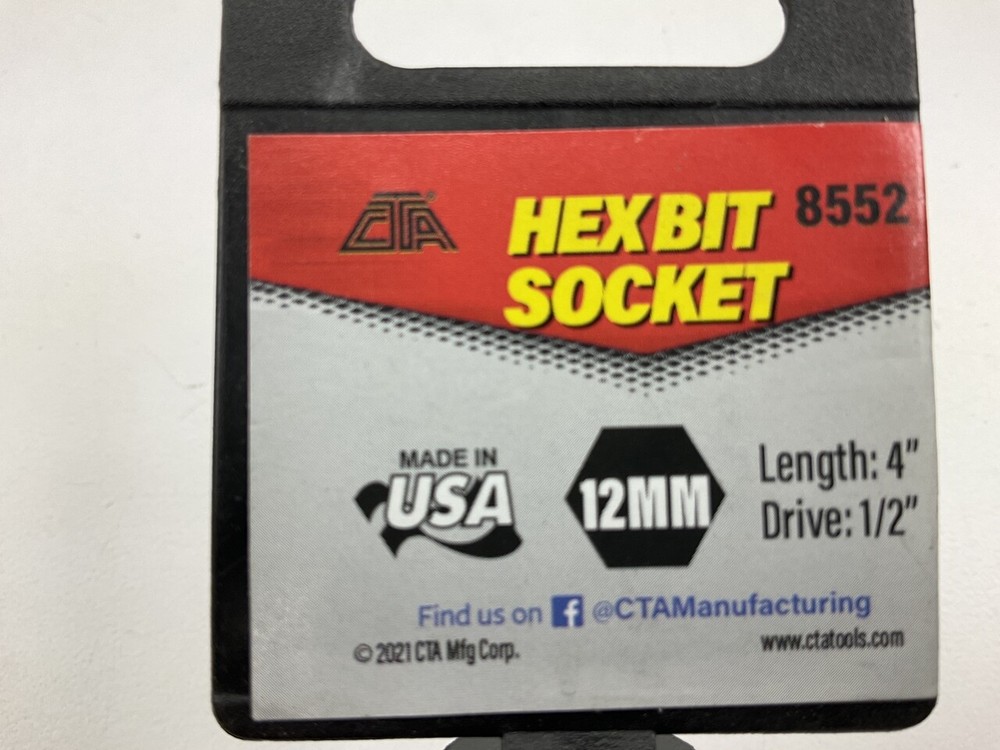 CTA®
HEX BIT
SOCKET
8552
MADE IN
USA
12MM
Length: 4"
Drive: 1/2"
Find us on f @CTAManufacturing
© 2021 CTA Mfg Corp.
www.ctatools.com